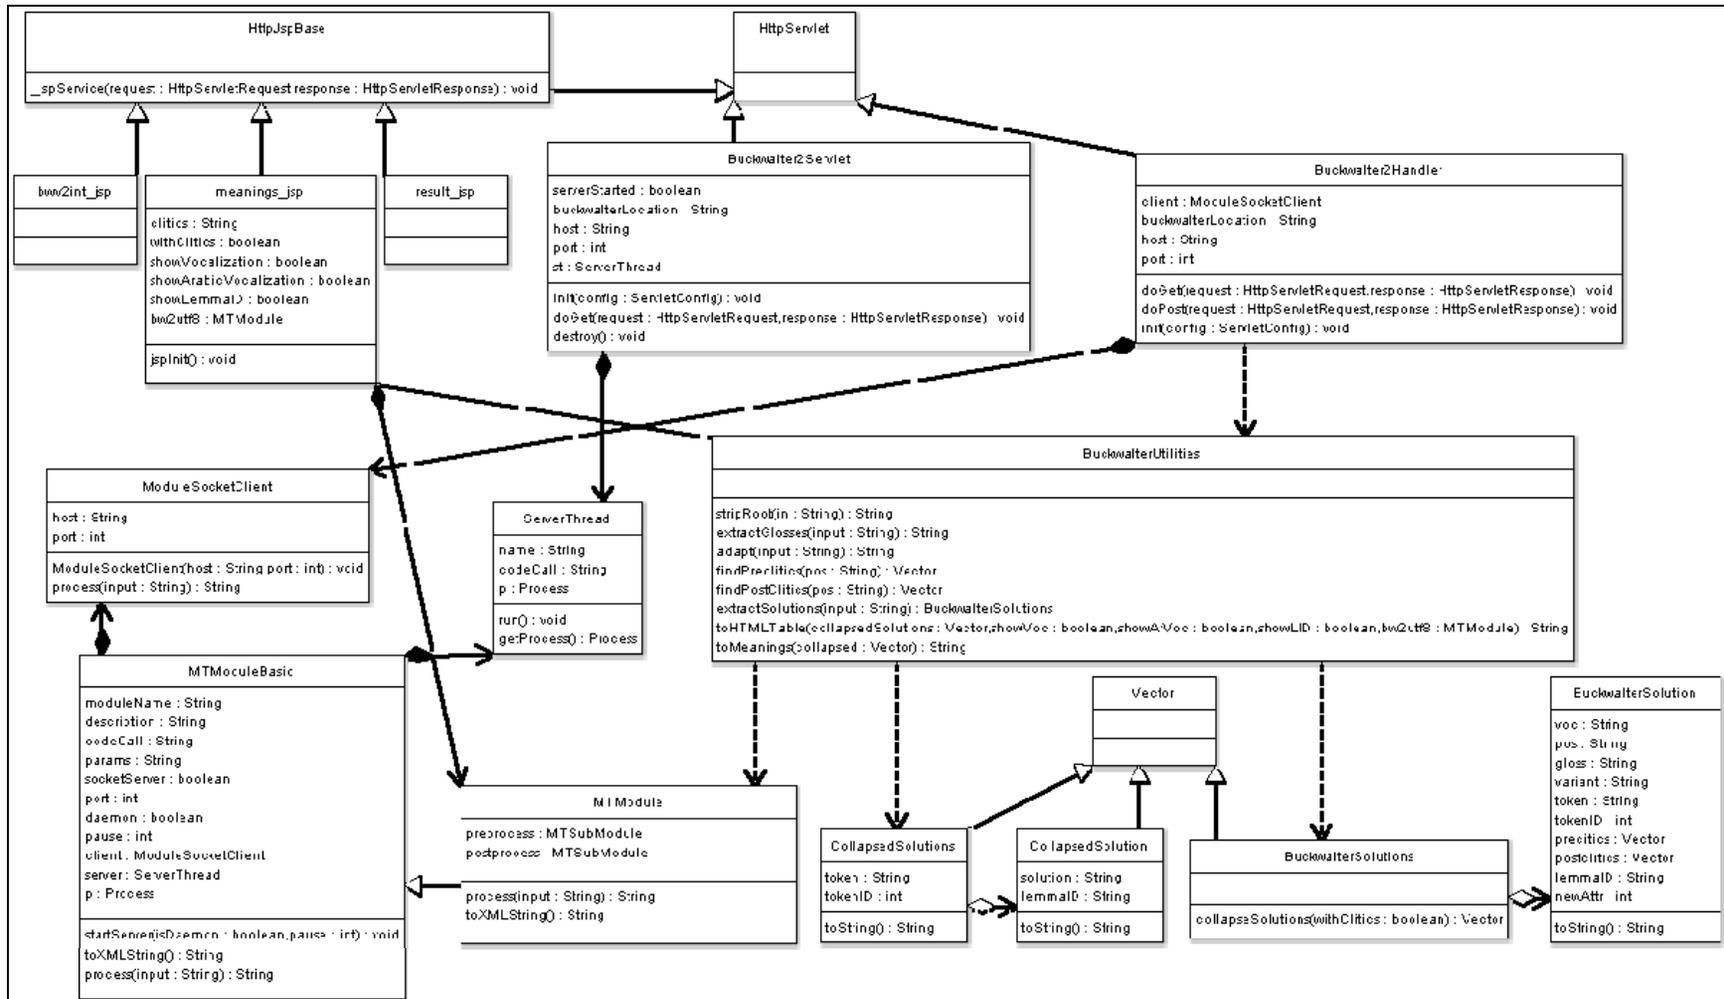 HttpJspBase
_spService(request : HttpServletRequest response : HttpServletResponse) : void
HttpServlet
bww2int_jsp
meanings_jsp
clitics : String
withClitics : boolean
showVocalization : boolean
showArabicVocalization : boolean
showLemmaID : boolean
bw2utf8 : MTModule
jspInit() : void
result_jsp
Buckwalter2Servlet
serverStarted : boolean
buckwalterLocation String
host : String
port : int
st : ServerThread
init(config : ServletConfig) : void
doGet(request : HttpServletRequest,response : HttpServletResponse) void
destroy() : void
Buckwalter2Handler
client : ModuleSocketClient
buckwalterLocation String
host : String
port : int
doGet(request : HttpServletRequest,response : HttpServletResponse) void
doPost(request : HttpServletRequest,response : HttpServletResponse) : void
init(config : ServletConfig) : void
ModuleSocketClient
host : String
port : int
ModuleSocketClient(host : String port : int) : void
process(input : String) : String
ServerThread
name : String
codeCall : String
p : Process
run() : void
getProcess() : Process
BuckwalterUtilities
stripRoot(in : String) : String
extractGlosses(input : String) : String
adapt(input : String) : String
findPreclitics(pos : String) : Vector
findPostClitics(pos : String) : Vector
extractSolutions(input : String) : BuckwalterSolutions
toHTMLTable(collapsedSolutions : Vector,showVoc : boolean,showAVoc : boolean,showLID : boolean,bw2utf8 : MTModule) String
toMeanings(collapsed : Vector) : String
MTModuleBasic
moduleName : String
description : String
codeCall : String
params : String
socketServer : boolean
port : int
daemon : boolean
pause : int
client : ModuleSocketClient
server : ServerThread
p : Process
startServer(isDaemon : boolean,pause : int) : void
toXMLString() : String
process(input : String) : String
MTModule
preprocess : MTSubModule
postprocess MTSubModule
process(input : String) : String
toXMLString() : String
Vector
CollapsedSolutions
token : String
tokenID : int
toString() : String
CollapsedSolution
solution : String
lemmaID : String
toString() : String
BuckwalterSolutions
collapseSolutions(withClitics : boolean) : Vector
BuckwalterSolution
voc : String
pos : String
gloss : String
variant : String
token : String
tokenID int
preclitics : Vector
postclitics : Vector
lemmaID : String
newAttr int
toString() : String